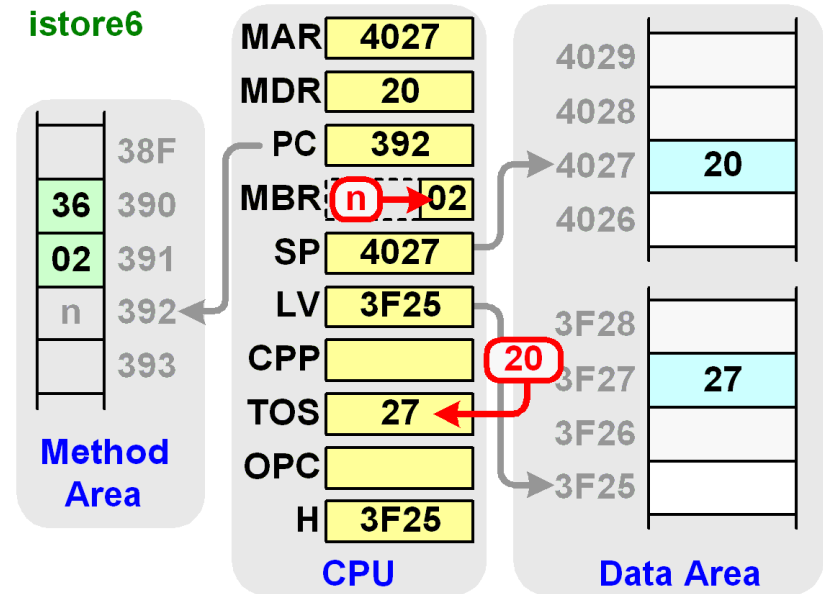 istore6
38F
36 390
02 391
n 392
393
Method
Area
MAR 4027
MDR 20
PC 392
MBR n 02
SP 4027
LV 3F25
CPP
TOS 27
OPC
H 3F25
CPU
20
4029
4028
4027 20
4026
3F28
3F27 27
3F26
3F25
Data Area